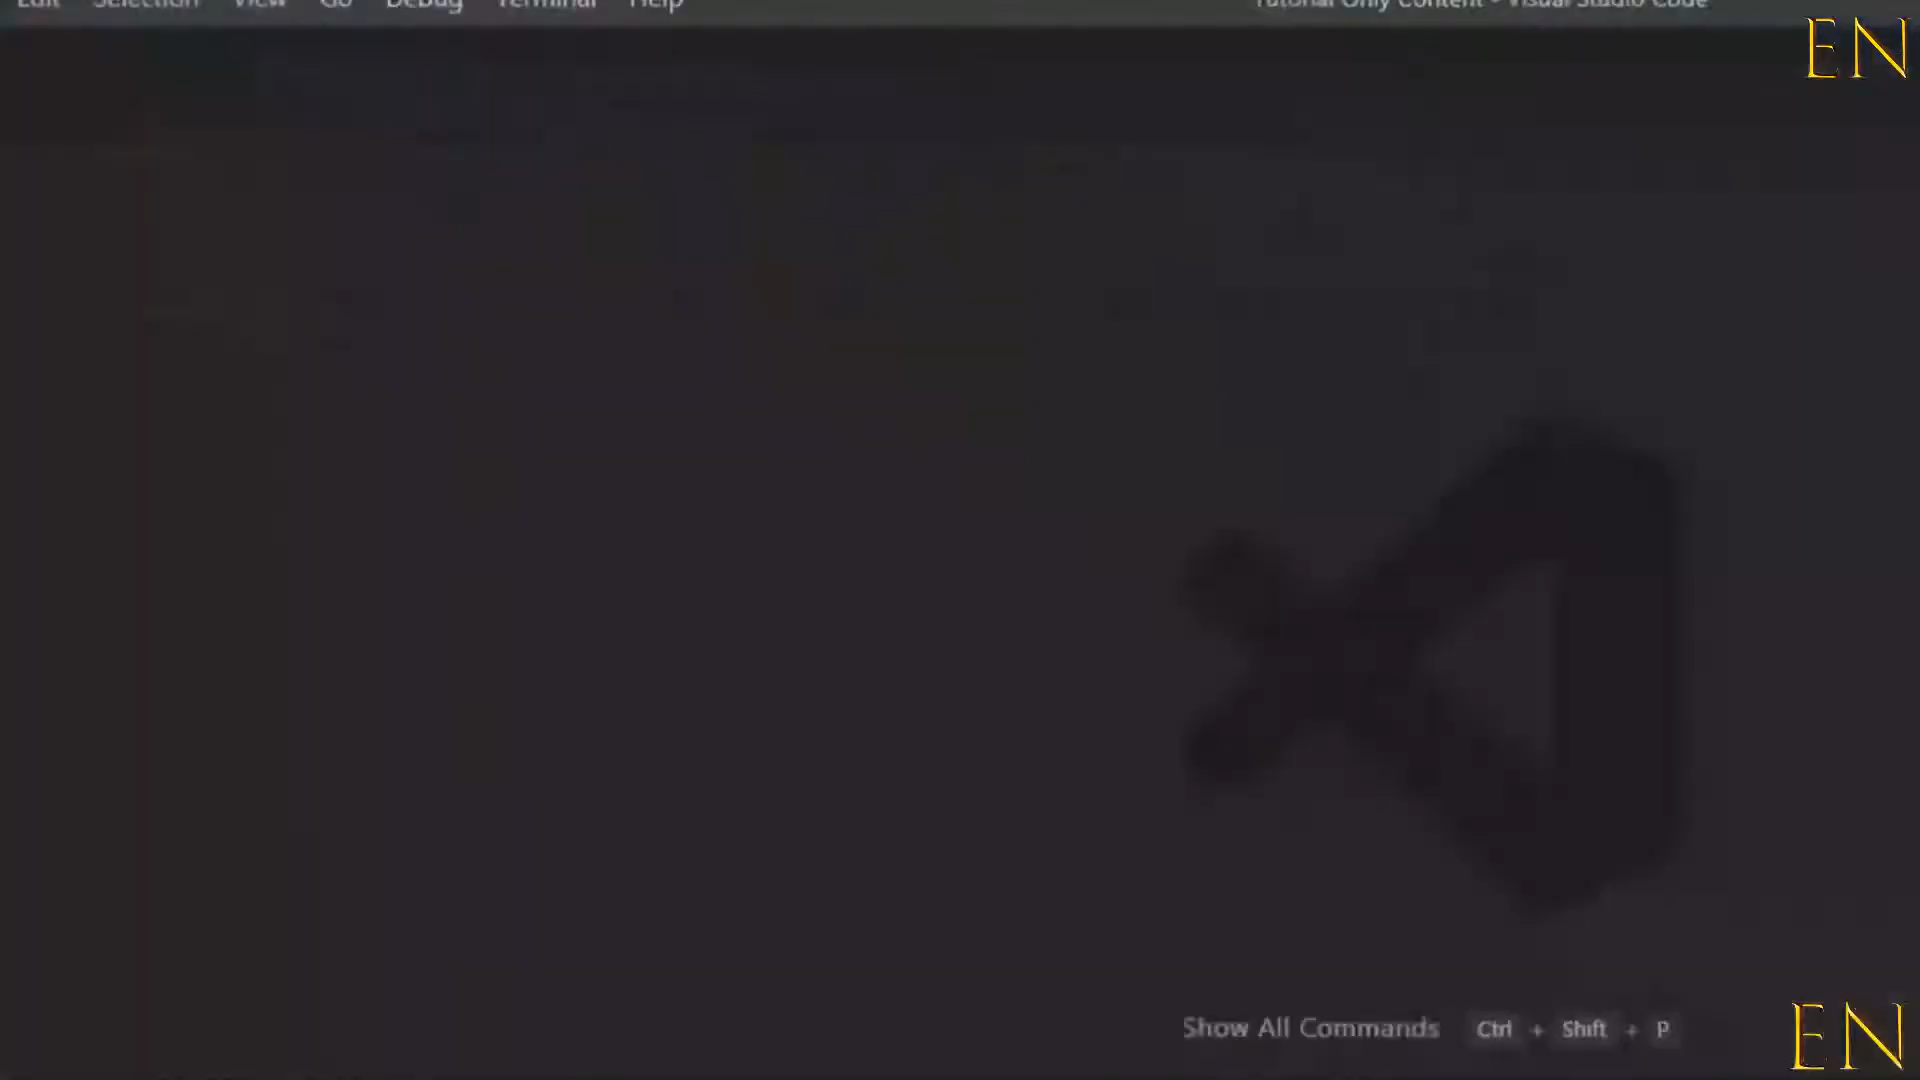 Edit Selection View Go Debug Terminal Help Tutorial Only Content - Visual Studio Code
EN
Show All Commands Ctrl + Shift + P
EN